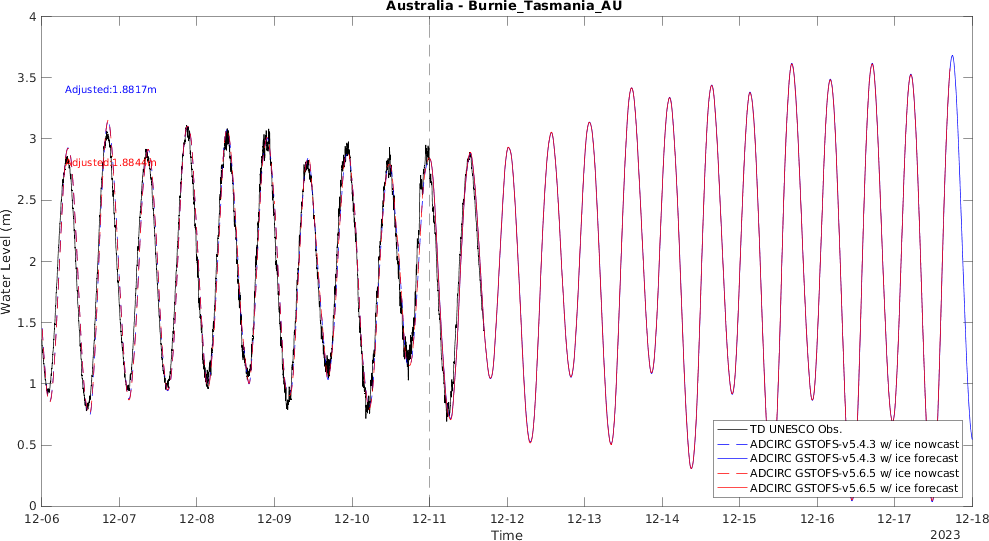 Australia - Burnie_Tasmania_AU
Water Level (m)
4
3.5
3
2.5
2
1.5
1
0.5
0
Adjusted:1.8817m
Adjusted:1.8844m
TD UNESCO Obs.
ADCIRC GSTOFS-v5.4.3 w/ ice nowcast
ADCIRC GSTOFS-v5.4.3 w/ ice forecast
ADCIRC GSTOFS-v5.6.5 w/ ice nowcast
ADCIRC GSTOFS-v5.6.5 w/ ice forecast
12-06 12-07 12-08 12-09 12-10 12-11 12-12 12-13 12-14 12-15 12-16 12-17 12-18
Time
2023